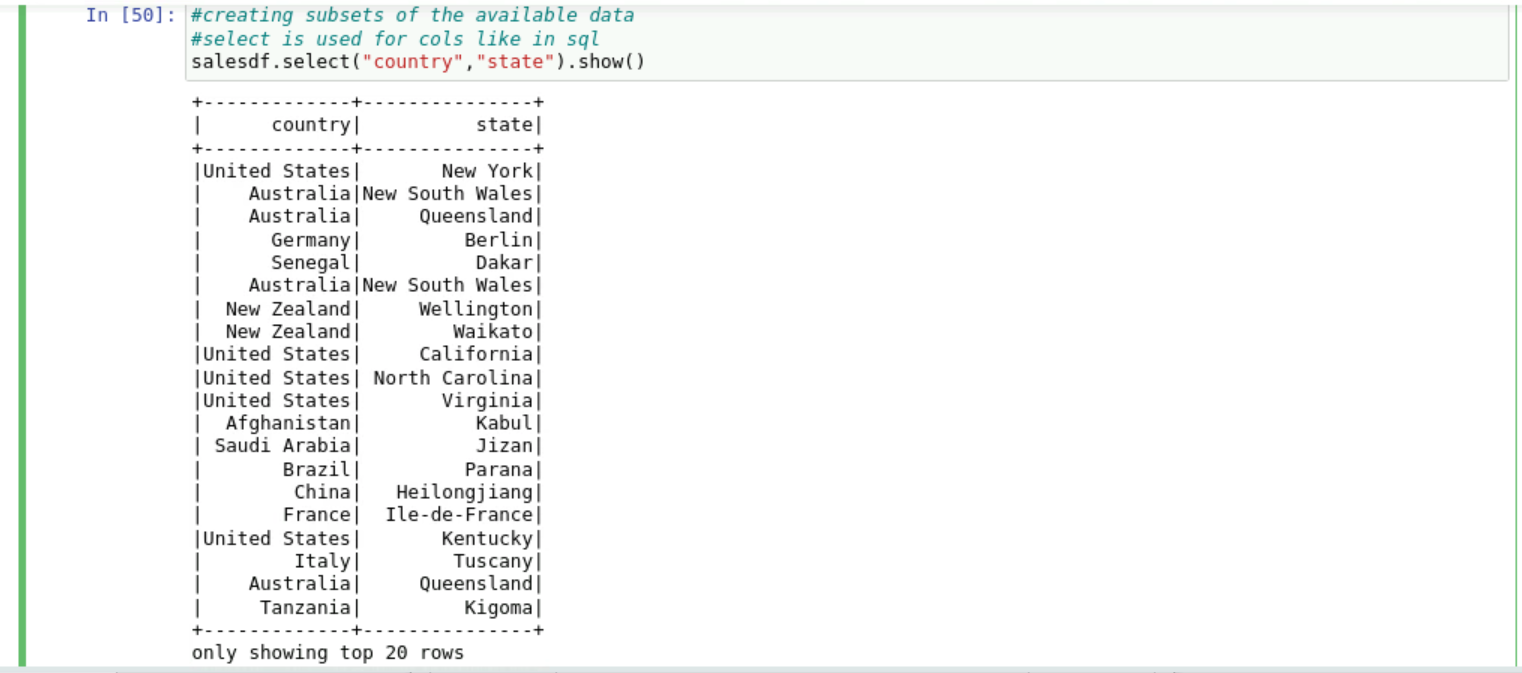 In [50]: #creating subsets of the available data
#select is used for cols like in sql
salesdf.select("country","state").show()
+-------------+---------------+
|      country|          state|
+-------------+---------------+
|United States|       New York|
|    Australia|New South Wales|
|    Australia|     Queensland|
|      Germany|         Berlin|
|      Senegal|          Dakar|
|    Australia|New South Wales|
|  New Zealand|     Wellington|
|  New Zealand|        Waikato|
|United States|     California|
|United States| North Carolina|
|United States|       Virginia|
|  Afghanistan|          Kabul|
| Saudi Arabia|          Jizan|
|       Brazil|         Parana|
|        China|   Heilongjiang|
|       France|  Ile-de-France|
|United States|       Kentucky|
|        Italy|        Tuscany|
|    Australia|     Queensland|
|     Tanzania|         Kigoma|
+-------------+---------------+
only showing top 20 rows